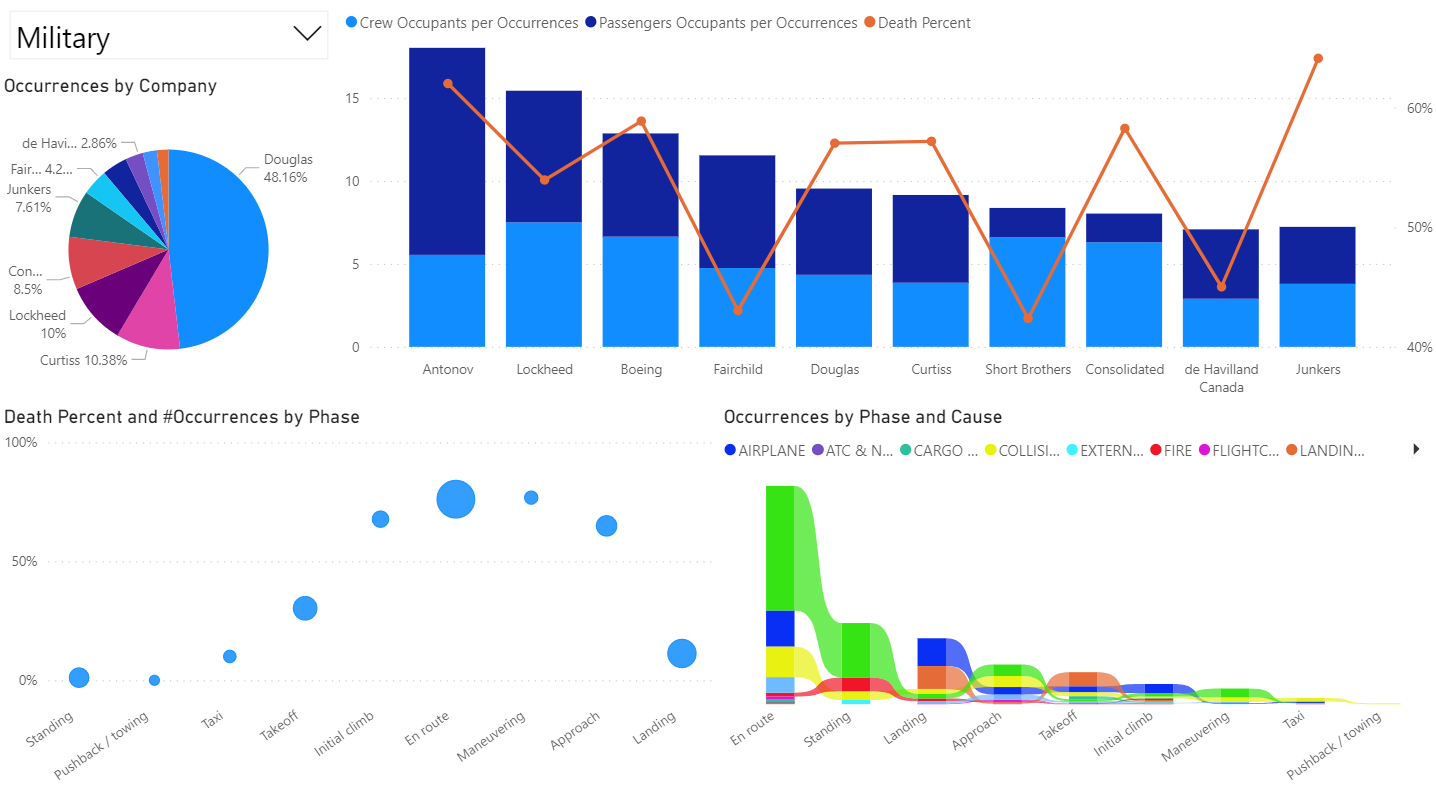 Military
Occurrences by Company
de Havi... 2.86%
Fair... 4.2...
Junkers
7.61%
Con...
8.5%
Lockheed
10%
Curtiss 10.38%
Douglas
48.16%
Crew Occupants per Occurrences Passengers Occupants per Occurrences Death Percent
15
10
5
0
60%
50%
40%
Antonov Lockheed Boeing Fairchild Douglas Curtiss Short Brothers Consolidated de Havilland Junkers
Canada
Death Percent and #Occurrences by Phase
100%
50%
0%
Standing
Pushback / towing
Taxi
Takeoff
Initial climb
En route
Maneuvering
Approach
Landing
Occurrences by Phase and Cause
AIRPLANE ATC & N... CARGO ... COLLISI... EXTERN... FIRE FLIGHTC... LANDIN...
En route
Standing
Landing
Approach
Takeoff
Initial climb
Maneuvering
Taxi
Pushback / towing